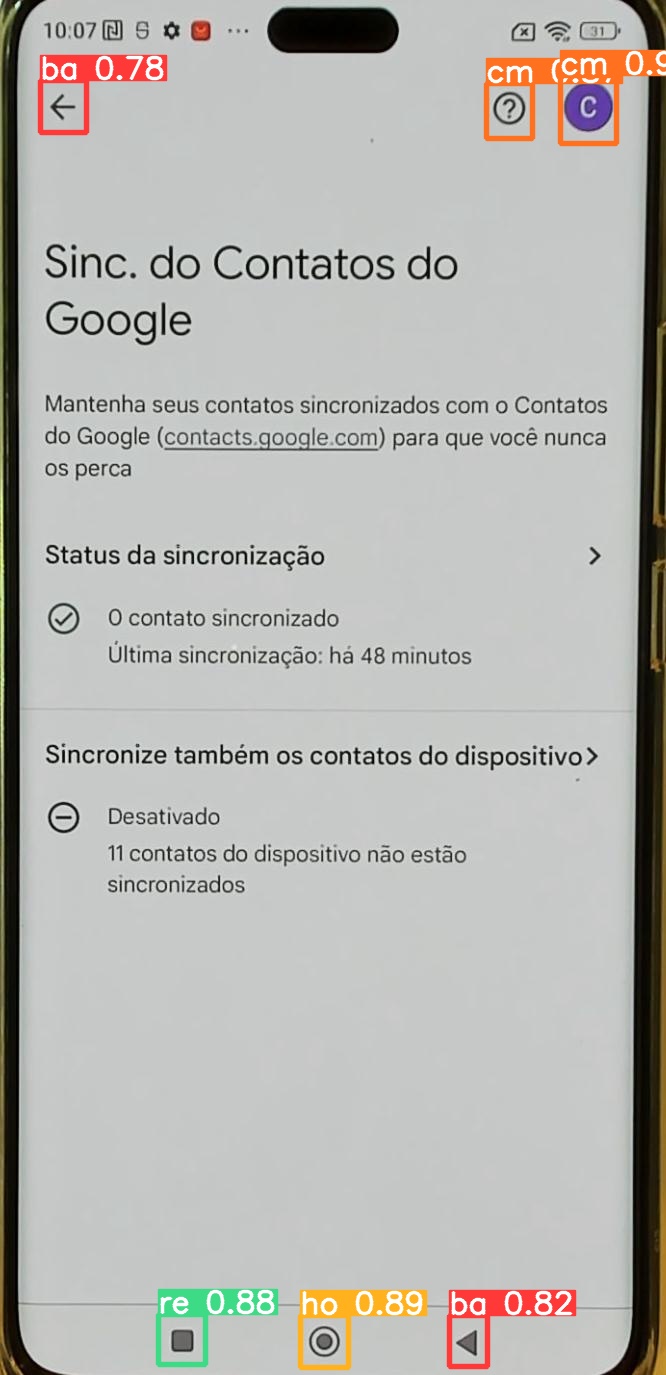 10:07
31
ba 0.78
cm
cm 0.9
C
Sinc. do Contatos do
Google
Mantenha seus contatos sincronizados com o Contatos
do Google (contacts.google.com) para que você nunca
os perca
Status da sincronização
0 contato sincronizado
Última sincronização: há 48 minutos
Sincronize também os contatos do dispositivo
Desativado
11 contatos do dispositivo não estão
sincronizados
re 0.88
ho 0.89
ba 0.82